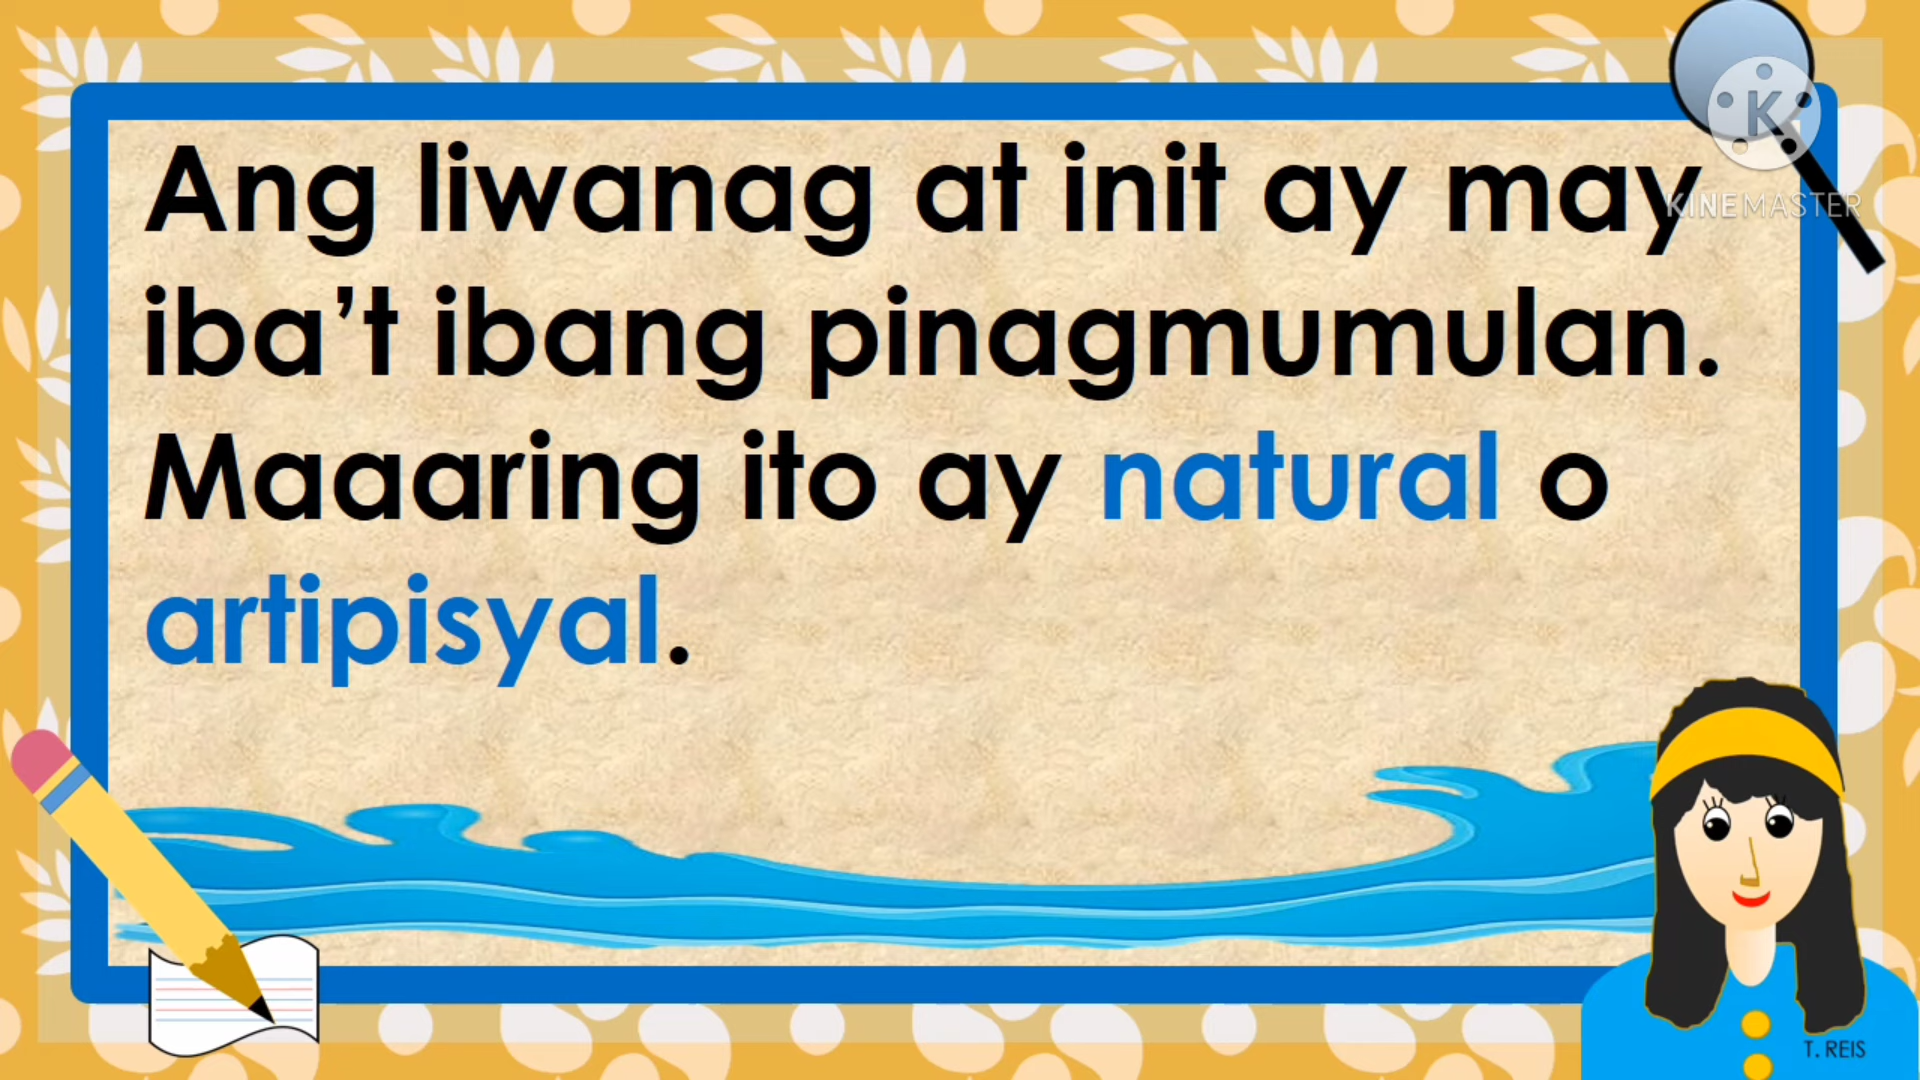 Ang liwanag at init ay may
iba’t ibang pinagmumulan.
Maaaring ito ay natural o
artipisyal.
K
KINEMASTER
T. REIS